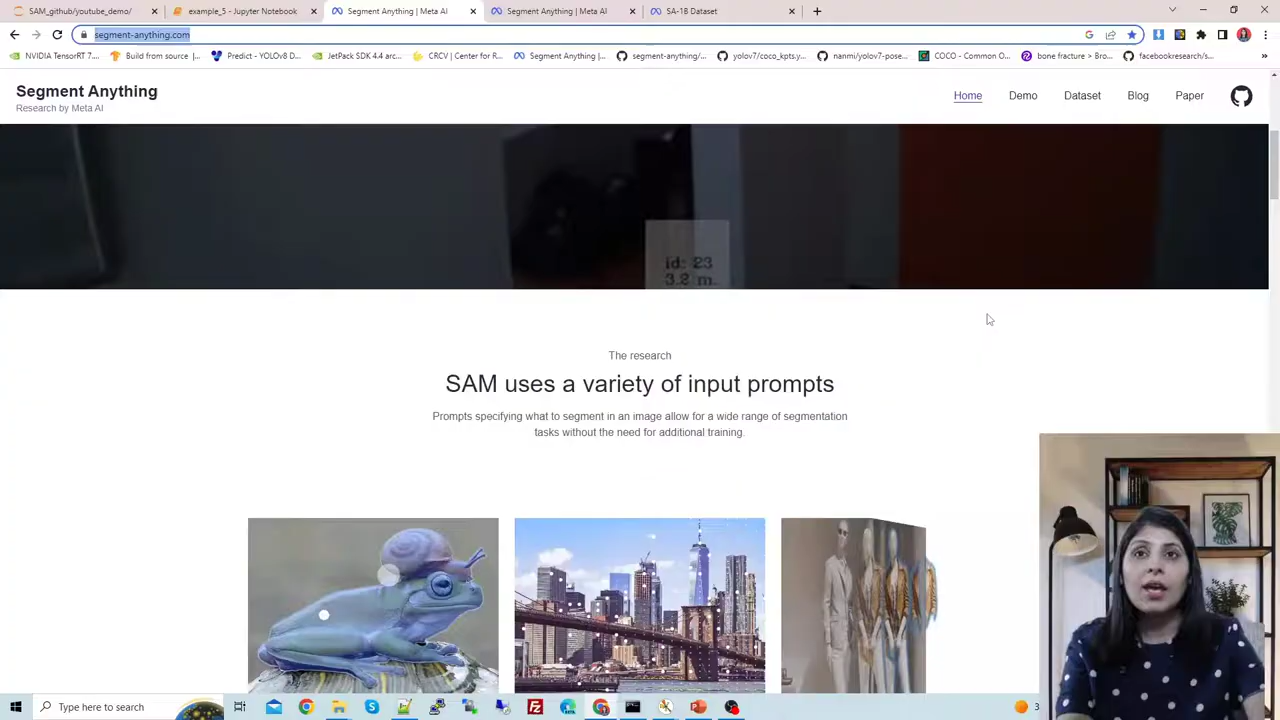 SAM_github/youtube_demo/
example_5 - Jupyter Notebook
Segment Anything | Meta AI
Segment Anything | Meta AI
SA-1B Dataset
segment-anything.com
NVIDIA TensorRT 7....
Build from source |...
Predict - YOLOv8 D...
JetPack SDK 4.4 arc...
CRCV | Center for R...
Segment Anything |...
segment-anything/...
yolov7/coco_kpts.y...
nanmi/yolov7-pose...
COCO - Common O...
bone fracture > Bro...
facebookresearch/s...
Segment Anything
Research by Meta AI
Home
Demo
Dataset
Blog
Paper
id: 23
3.8 m.
The research
SAM uses a variety of input prompts
Prompts specifying what to segment in an image allow for a wide range of segmentation
tasks without the need for additional training.
Type here to search
3